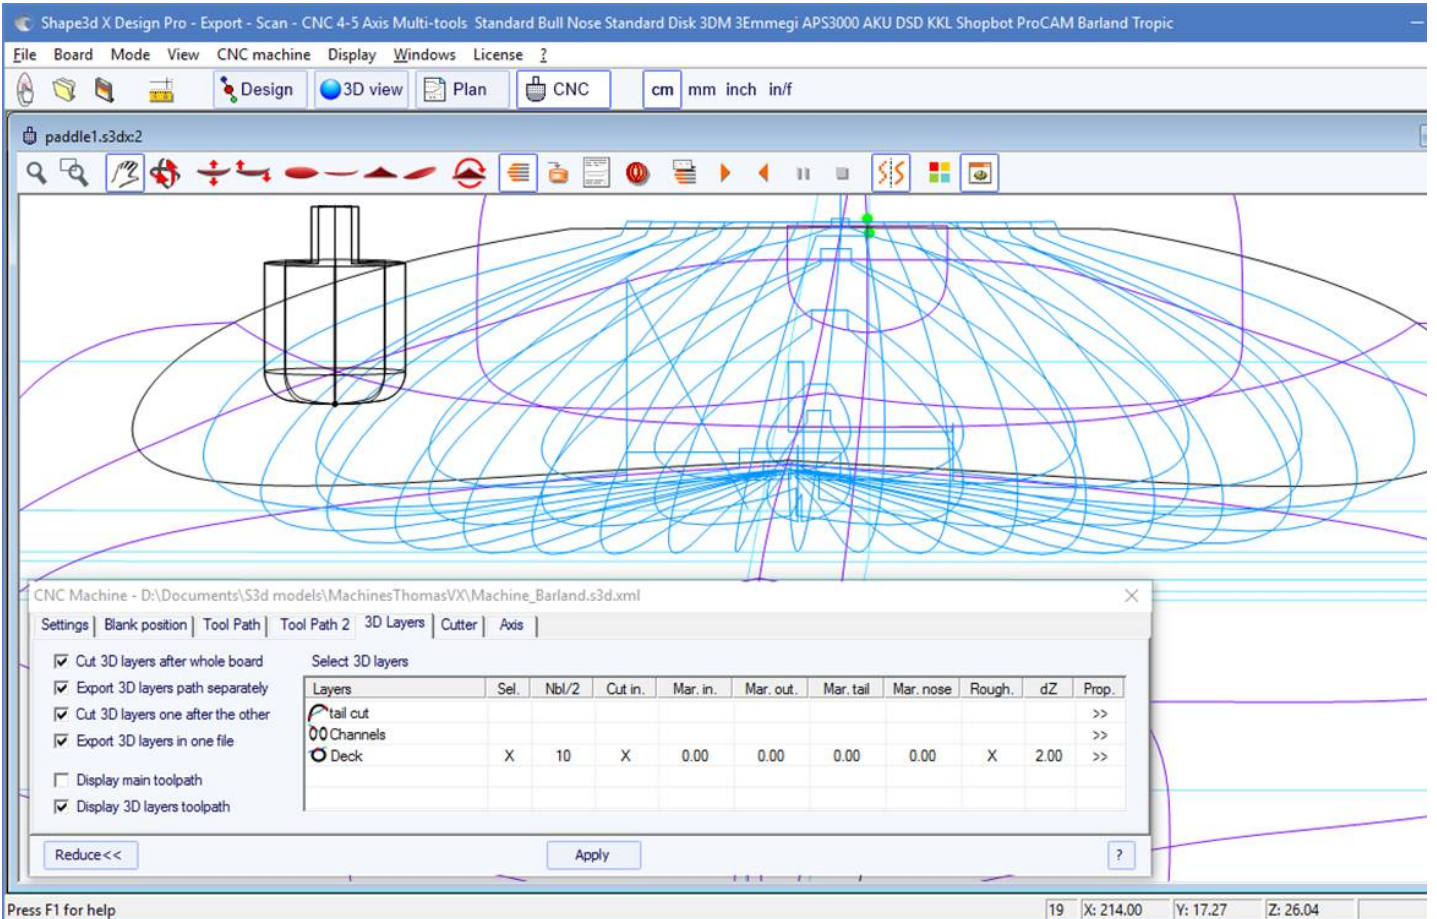 Shape3d X Design Pro - Export - Scan - CNC 4-5 Axis Multi-tools Standard Bull Nose Standard Disk 3DM 3Emmegi APS3000 AKU DSD KKL Shopbot ProCAM Barland Tropic
File Board Mode View CNC machine Display Windows License ?
Design 3D view Plan CNC cm mm inch in/f
paddle1.s3dx:2
CNC Machine - D:\Documents\S3d models\MachinesThomasVX\Machine_Barland.s3d.xml
Settings Blank position Tool Path Tool Path 2 3D Layers Cutter Axis
Cut 3D layers after whole board
Export 3D layers path separately
Cut 3D layers one after the other
Export 3D layers in one file
Display main toolpath
Display 3D layers toolpath
Select 3D layers
Layers Sel. Nbl/2 Cut in. Mar. in. Mar. out. Mar. tail Mar. nose Rough. dZ Prop.
tail cut >>
Channels >>
Deck X 10 X 0.00 0.00 0.00 0.00 X 2.00 >>
Reduce<< Apply ?
Press F1 for help 19 X: 214.00 Y: 17.27 Z: 26.04